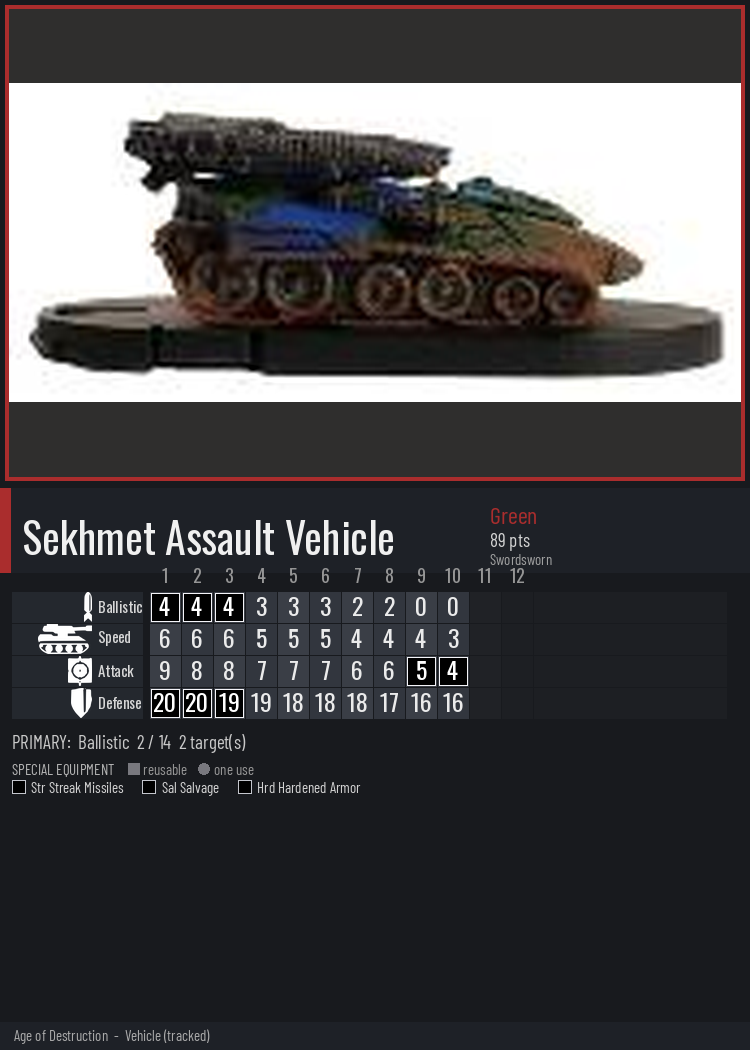 Sekhmet Assault Vehicle
Green
89 pts
Swordsworn
1 2 3 4 5 6 7 8 9 10 11 12
Ballistic 4 4 4 3 3 3 2 2 0 0
Speed 6 6 6 5 5 5 4 4 4 3
Attack 9 8 8 7 7 7 6 6 5 4
Defense 20 20 19 19 18 18 18 17 16 16
PRIMARY: Ballistic 2 / 14 2 target(s)
SPECIAL EQUIPMENT reusable one use
Str Streak Missiles Sal Salvage Hrd Hardened Armor
Age of Destruction - Vehicle (tracked)